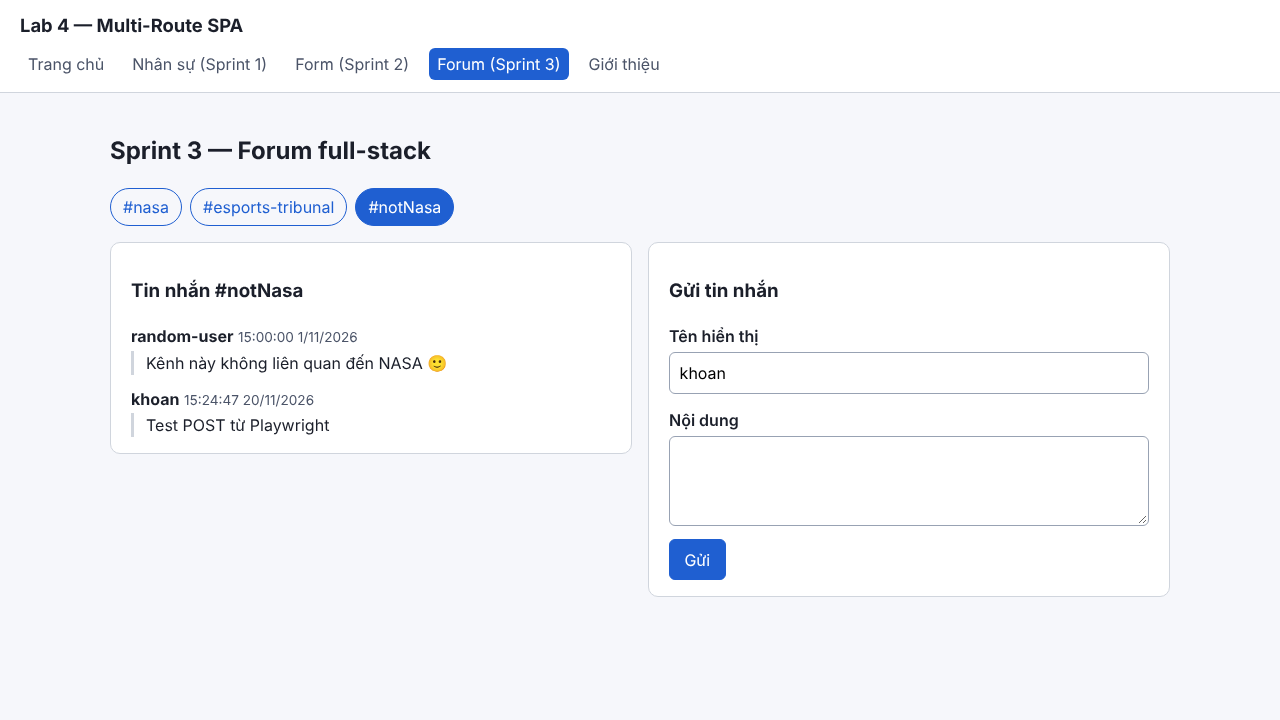 Lab 4 — Multi-Route SPA
Trang chủ Nhân sự (Sprint 1) Form (Sprint 2) Forum (Sprint 3) Giới thiệu
Sprint 3 — Forum full-stack
#nasa #esports-tribunal #notNasa
Tin nhắn #notNasa
random-user 15:00:00 1/11/2026
Kênh này không liên quan đến NASA 🙂
khoan 15:24:47 20/11/2026
Test POST từ Playwright
Gửi tin nhắn
Tên hiển thị
khoan
Nội dung
Gửi